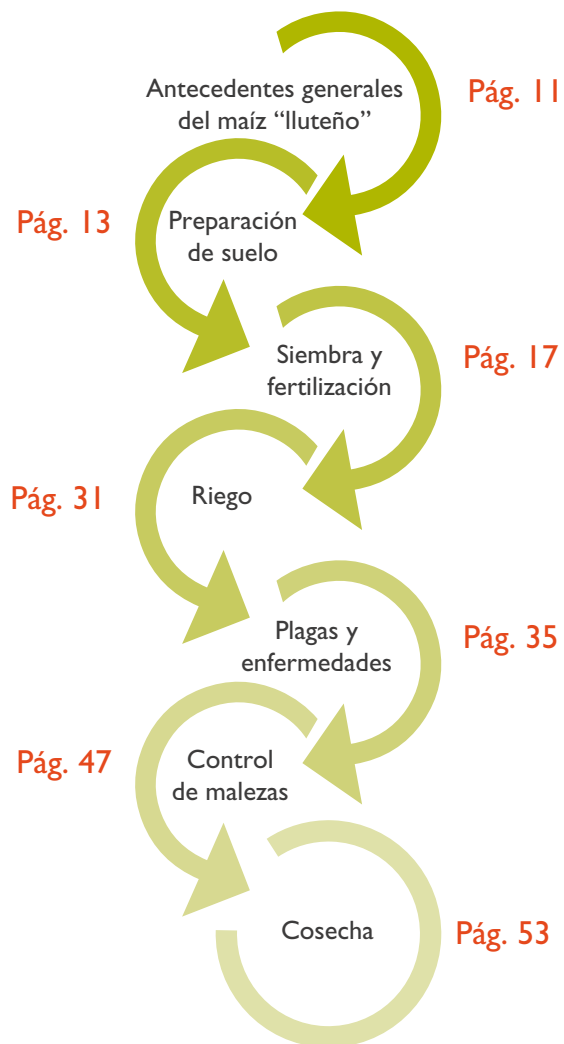 Antecedentes generales
del maíz “lluteño”
Pág. 11
Pág. 13
Preparación
de suelo
Siembra y
fertilización
Pág. 17
Pág. 31
Riego
Plagas y
enfermedades
Pág. 35
Pág. 47
Control
de malezas
Cosecha
Pág. 53